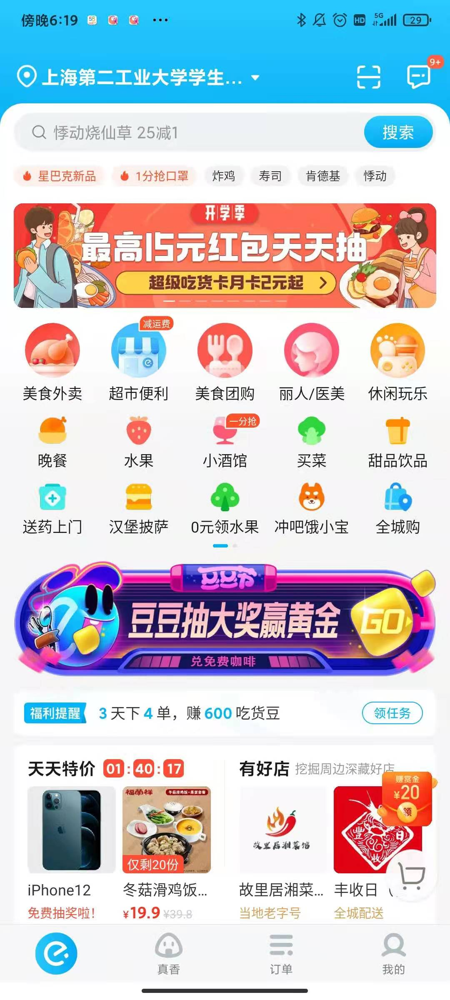 傍晚6:19
58
HD
5G
29
上海第二工业大学学生...
9+
悸动烧仙草 25减1
搜索
星巴克新品
1分抢口罩
炸鸡
寿司
肯德基
悸动
开学季
最高15元红包天天抽
超级吃货卡月卡2元起
减运费
美食外卖
超市便利
美食团购
丽人/医美
休闲玩乐
一分抢
晚餐
水果
小酒馆
买菜
甜品饮品
送药上门
汉堡披萨
0元领水果
冲吧饿小宝
全城购
豆豆节
豆豆抽大奖赢黄金
GO
兑免费咖啡
福利提醒
3 天下 4 单，赚 600 吃货豆
领任务
天天特价 01:40:17
有好店 挖掘周边深藏好店
赚赏金
¥20
领
福荣祥
冬菇滑鸡饭+蒸蛋套餐
仅剩20份
故里居湘菜馆
豐收日
iPhone12
冬菇滑鸡饭...
故里居湘菜...
丰收日（
免费抽奖啦！
¥19.9 ¥39.8
当地老字号
全城配送
真香
订单
我的